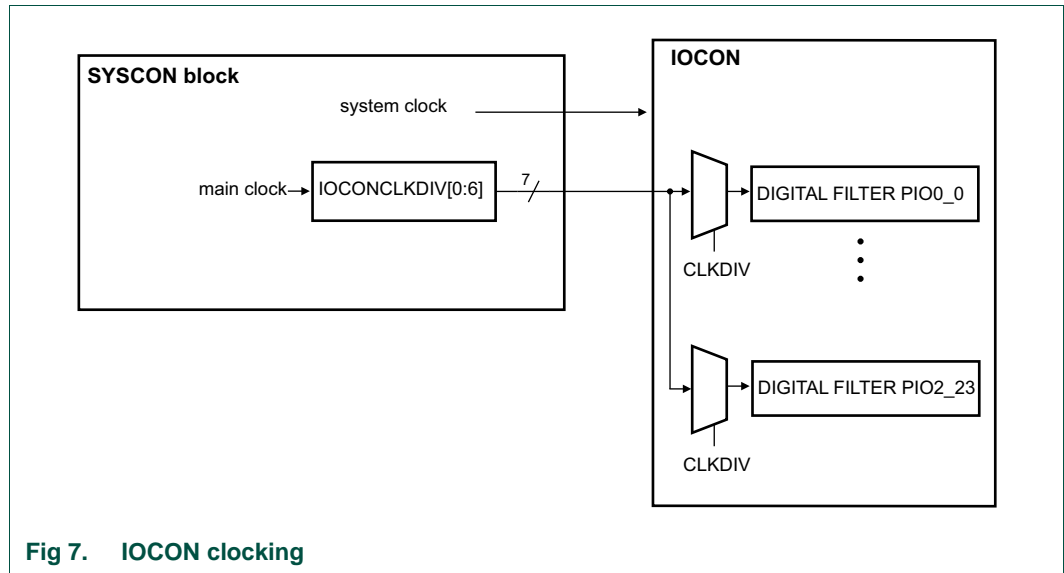 SYSCON block
IOCON
system clock
main clock
IOCONCLKDIV[0:6]
7
DIGITAL FILTER PIO0_0
CLKDIV
DIGITAL FILTER PIO2_23
CLKDIV
Fig 7. IOCON clocking